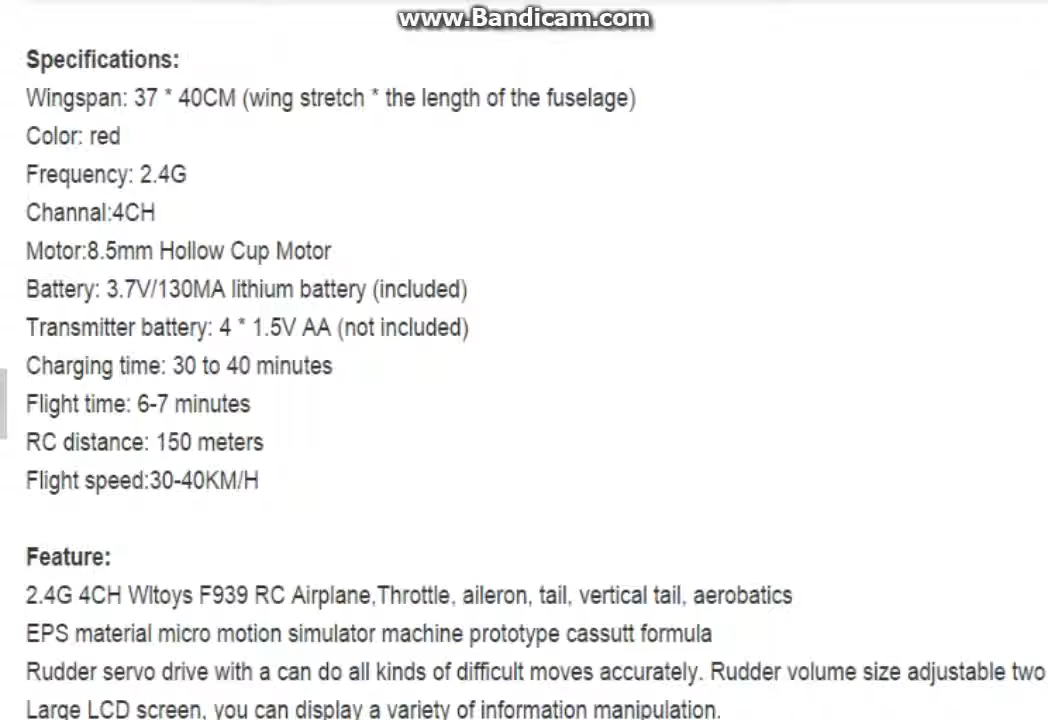 www.Bandicam.com
Specifications:
Wingspan: 37 * 40CM (wing stretch * the length of the fuselage)
Color: red
Frequency: 2.4G
Channal:4CH
Motor:8.5mm Hollow Cup Motor
Battery: 3.7V/130MA lithium battery (included)
Transmitter battery: 4 * 1.5V AA (not included)
Charging time: 30 to 40 minutes
Flight time: 6-7 minutes
RC distance: 150 meters
Flight speed:30-40KM/H
Feature:
2.4G 4CH Wltoys F939 RC Airplane,Throttle, aileron, tail, vertical tail, aerobatics
EPS material micro motion simulator machine prototype cassutt formula
Rudder servo drive with a can do all kinds of difficult moves accurately. Rudder volume size adjustable two
Large LCD screen, you can display a variety of information manipulation.